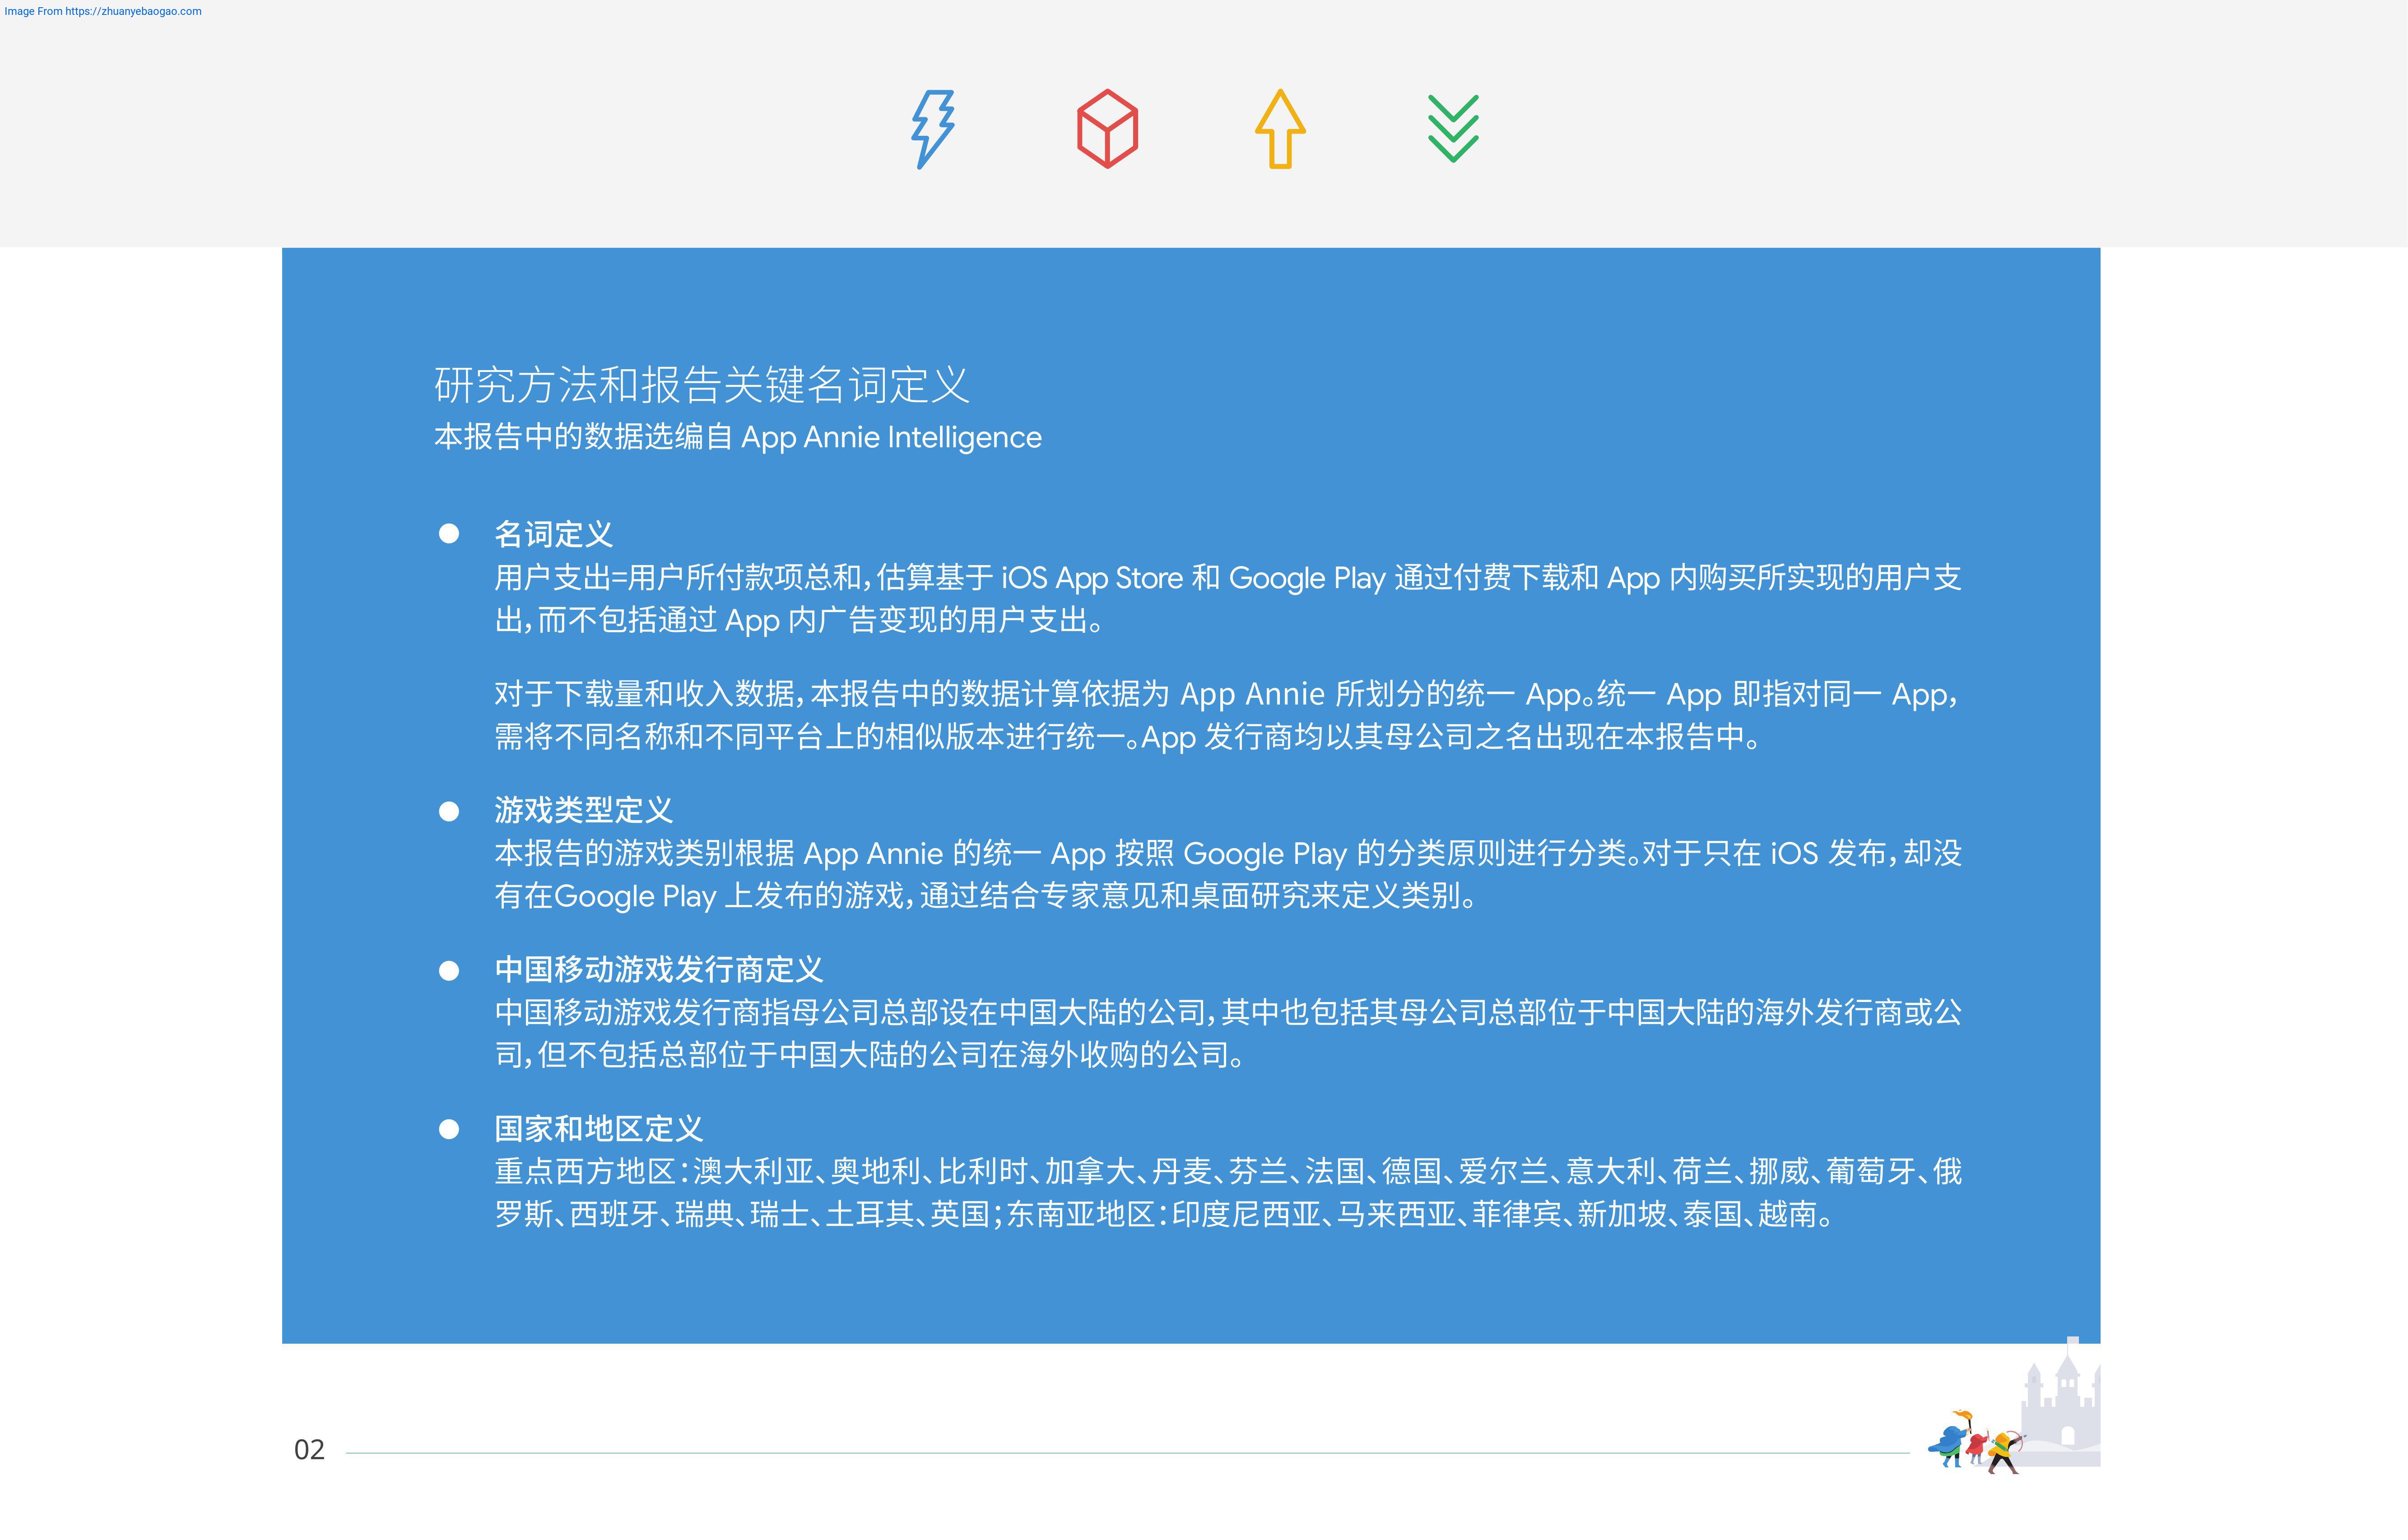 Image From https://zhuanyebaogao.com
研究方法和报告关键名词定义
本报告中的数据选编自 App Annie Intelligence
名词定义
用户支出=用户所付款项总和，估算基于 iOS App Store 和 Google Play 通过付费下载和 App 内购买所实现的用户支
出，而不包括通过 App 内广告变现的用户支出。
对于下载量和收入数据，本报告中的数据计算依据为 App Annie 所划分的统一 App。统一 App 即指对同一 App，
需将不同名称和不同平台上的相似版本进行统一。App 发行商均以其母公司之名出现在本报告中。
游戏类型定义
本报告的游戏类别根据 App Annie 的统一 App 按照 Google Play 的分类原则进行分类。对于只在 iOS 发布，却没
有在Google Play 上发布的游戏，通过结合专家意见和桌面研究来定义类别。
中国移动游戏发行商定义
中国移动游戏发行商指母公司总部设在中国大陆的公司，其中也包括其母公司总部位于中国大陆的海外发行商或公
司，但不包括总部位于中国大陆的公司在海外收购的公司。
国家和地区定义
重点西方地区：澳大利亚、奥地利、比利时、加拿大、丹麦、芬兰、法国、德国、爱尔兰、意大利、荷兰、挪威、葡萄牙、俄
罗斯、西班牙、瑞典、瑞士、土耳其、英国；东南亚地区：印度尼西亚、马来西亚、菲律宾、新加坡、泰国、越南。
02